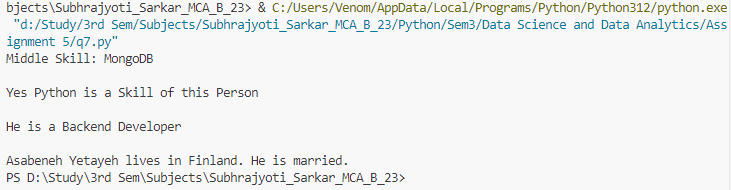 bjects\Subhrajyoti_Sarkar_MCA_B_23> & C:/Users/Venom/AppData/Local/Programs/Python/Python312/python.exe
"d:/Study/3rd Sem/Subjects/Subhrajyoti_Sarkar_MCA_B_23/Python/Sem3/Data Science and Data Analytics/Ass
ignment 5/q7.py"
Middle Skill: MongoDB
Yes Python is a Skill of this Person
He is a Backend Developer
Asabeneh Yetayeh lives in Finland. He is married.
PS D:\Study\3rd Sem\Subjects\Subhrajyoti_Sarkar_MCA_B_23>